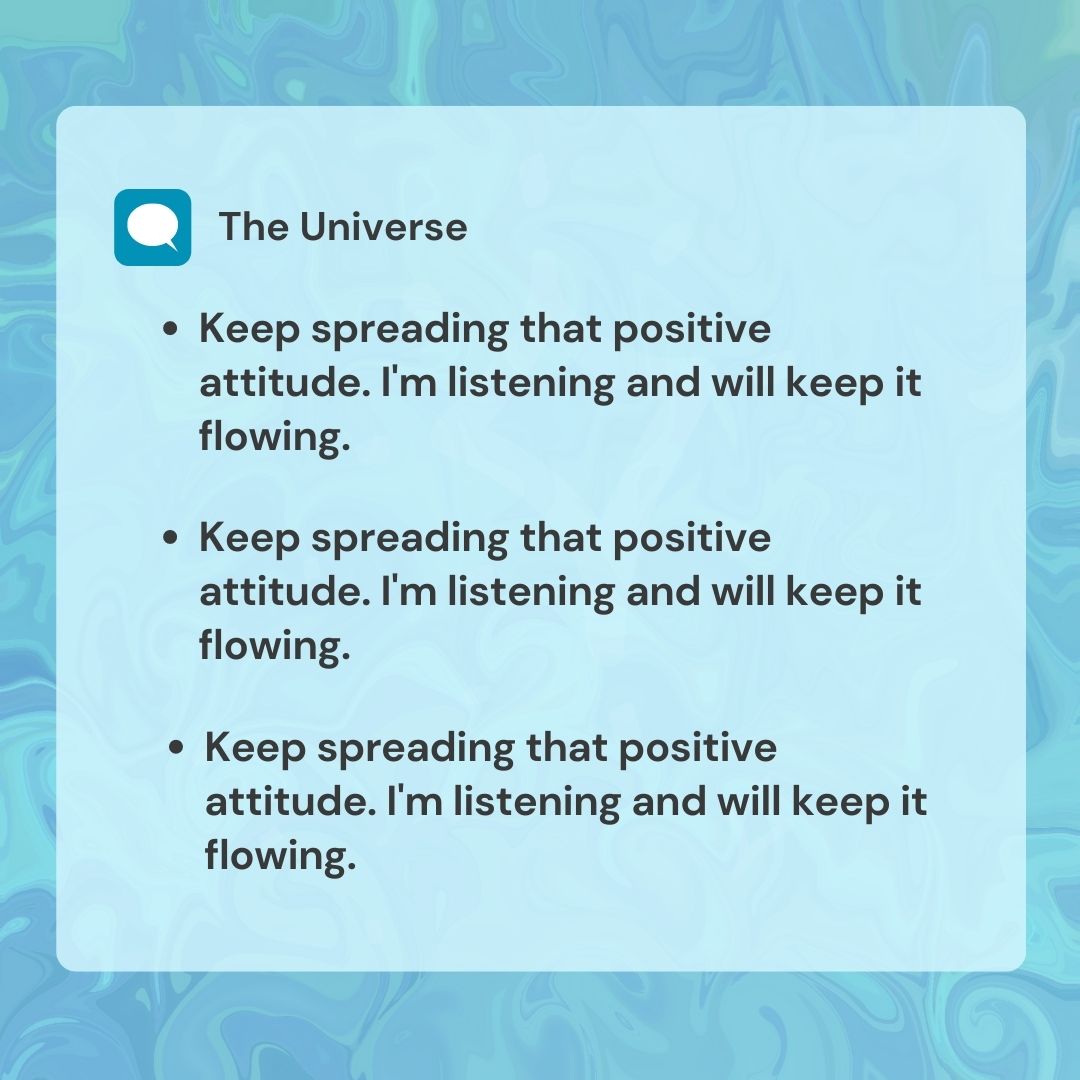 The Universe
• Keep spreading that positive
attitude. I'm listening and will keep it
flowing.
• Keep spreading that positive
attitude. I'm listening and will keep it
flowing.
• Keep spreading that positive
attitude. I'm listening and will keep it
flowing.